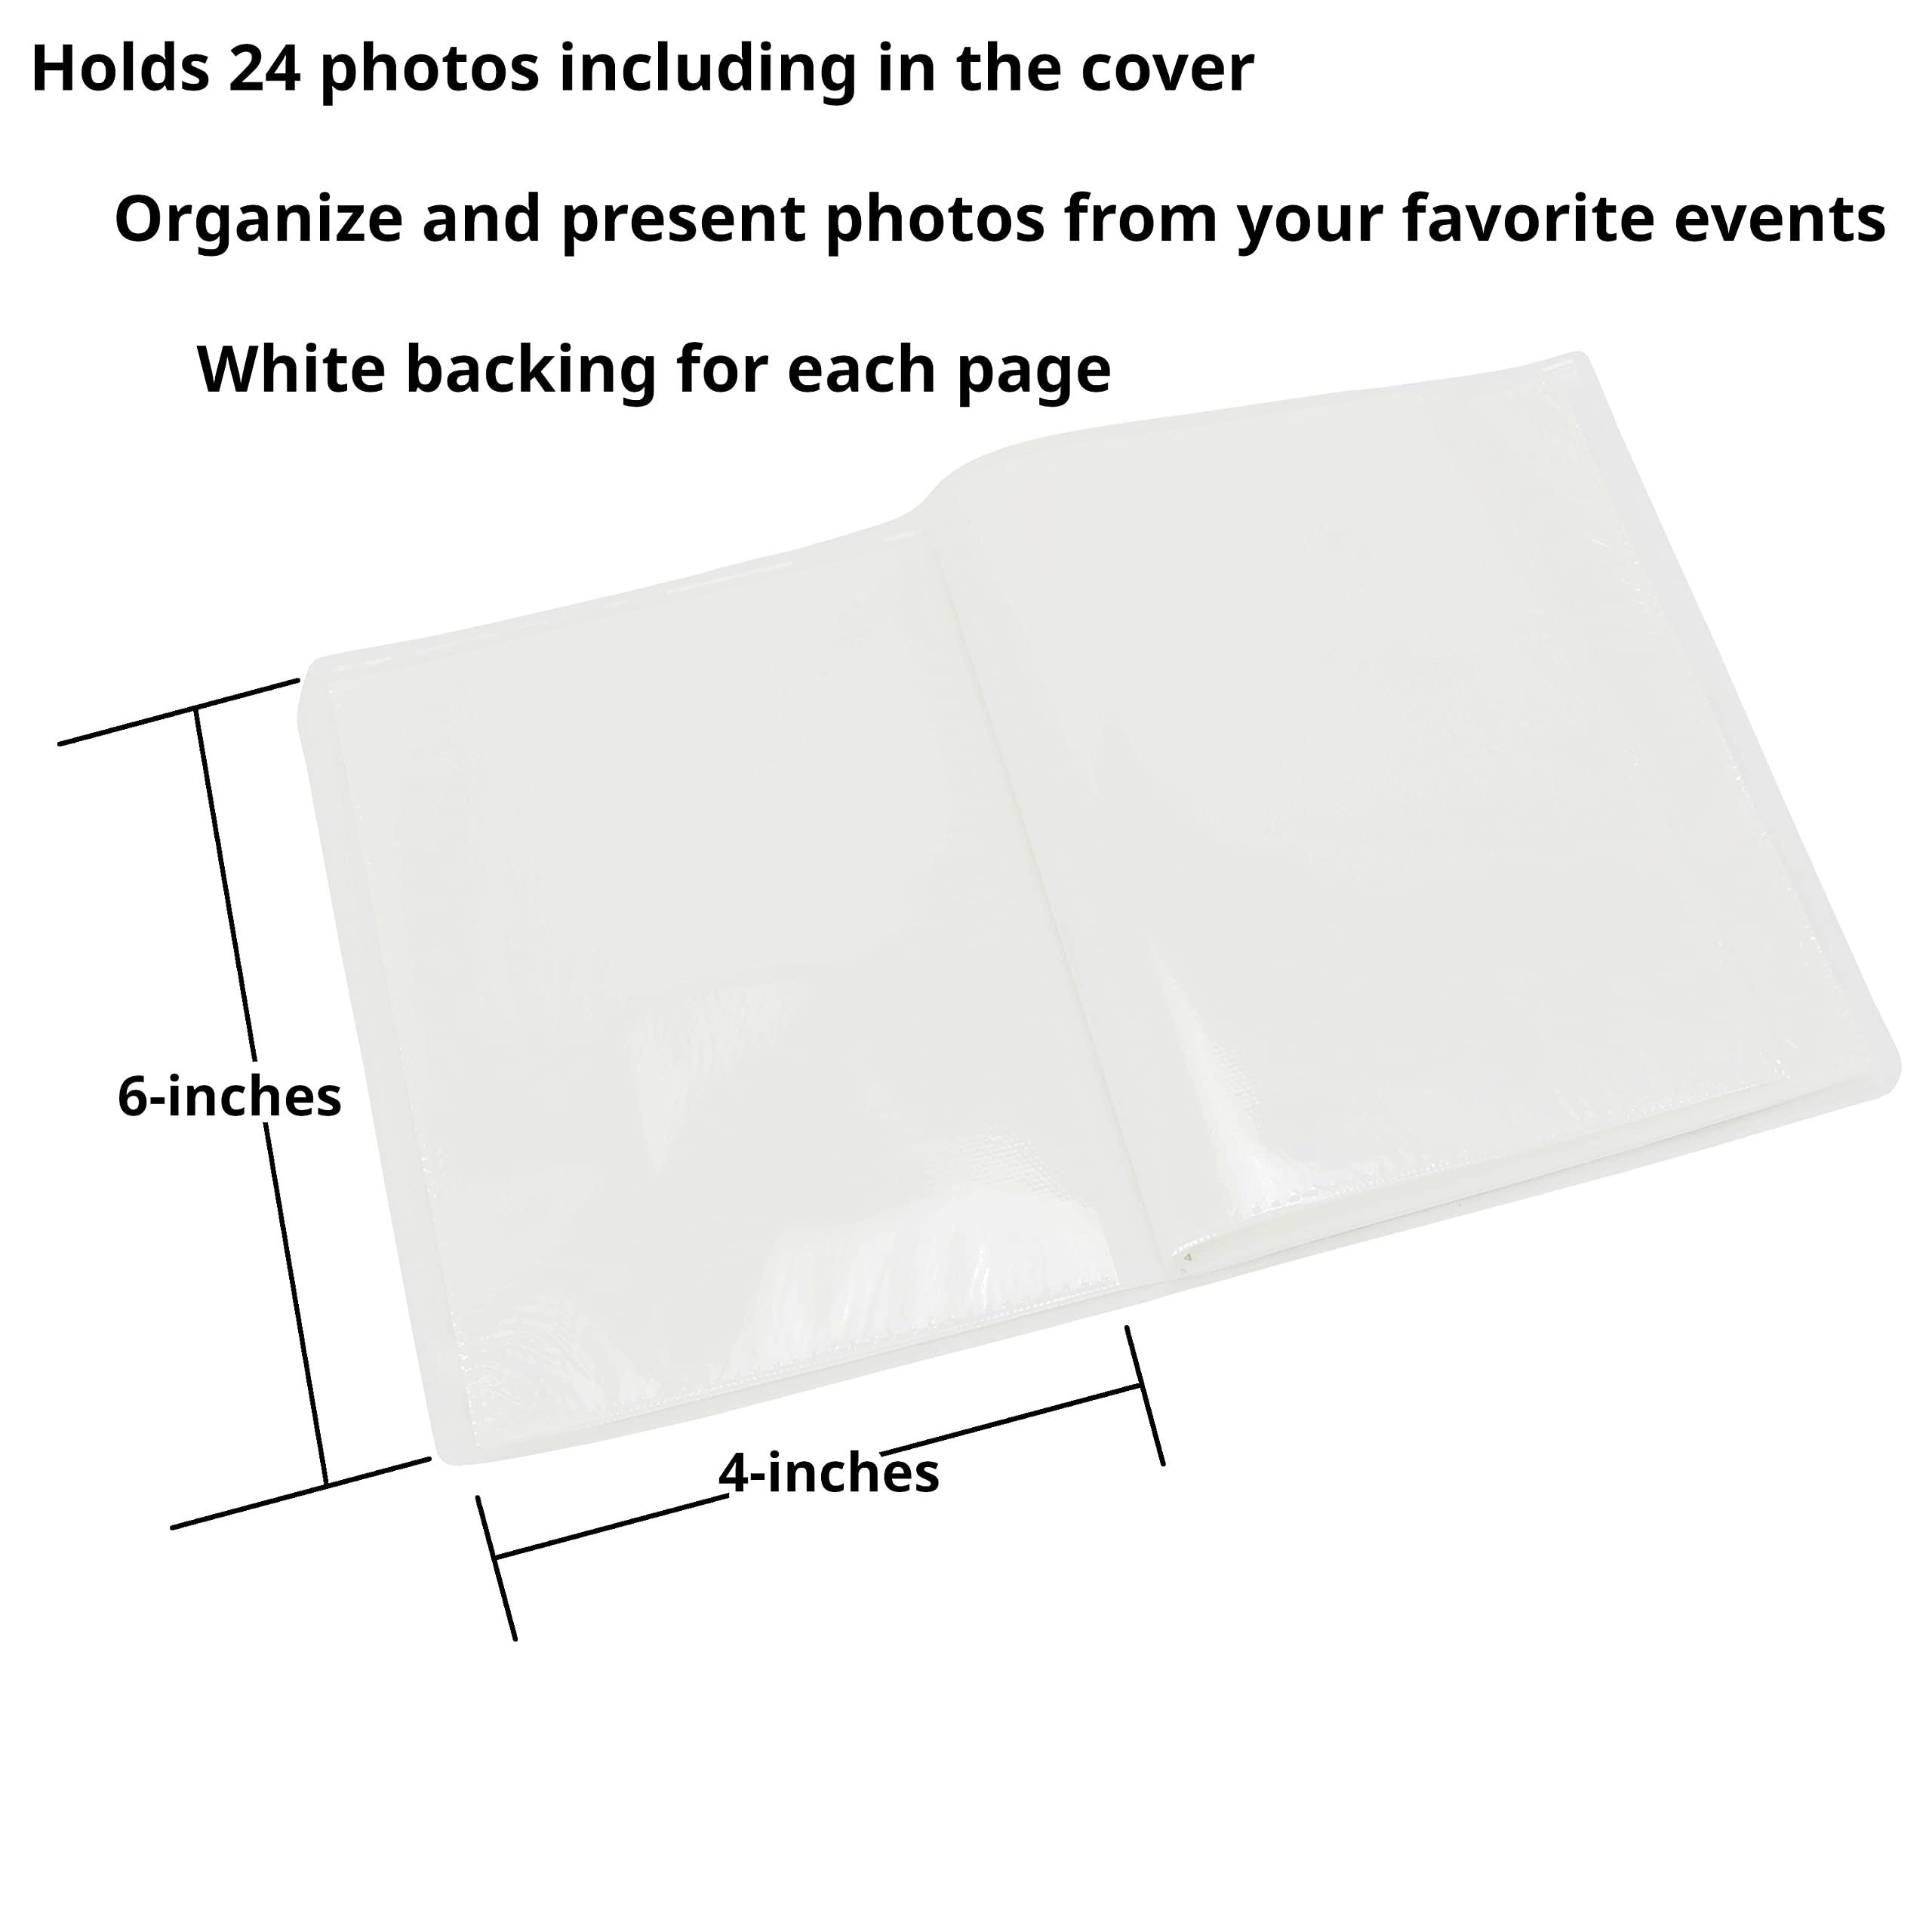 Holds 24 photos including in the cover
Organize and present photos from your favorite events
White backing for each page
6-inches
4-inches